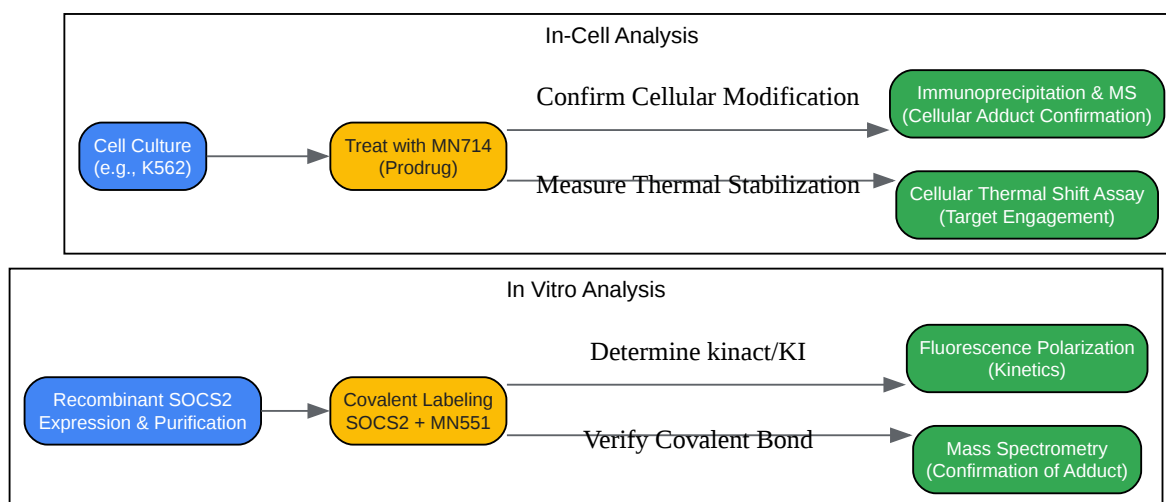 In-Cell Analysis
Cell Culture
(e.g., K562)
Treat with MN714
(Prodrug)
Confirm Cellular Modification
Immunoprecipitation & MS
(Cellular Adduct Confirmation)
Measure Thermal Stabilization
Cellular Thermal Shift Assay
(Target Engagement)
In Vitro Analysis
Recombinant SOCS2
Expression & Purification
Covalent Labeling
SOCS2 + MN551
Determine kinact/KI
Fluorescence Polarization
(Kinetics)
Verify Covalent Bond
Mass Spectrometry
(Confirmation of Adduct)